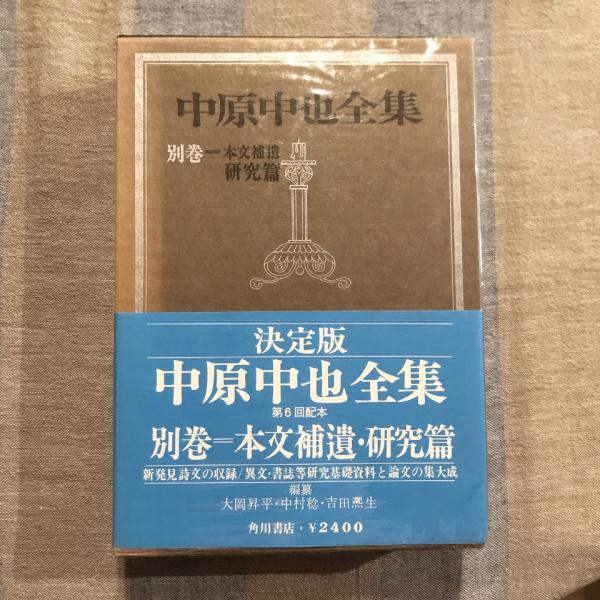 中原中也全集
別巻=本文補遺
研究篇
決定版
中原中也全集
第6回配本
別巻=本文補遺・研究篇
新発見詩文の収録/異文・書誌等研究基礎資料と論文の集大成
編纂
大岡昇平・中村稔・吉田凞生
角川書店・¥2400